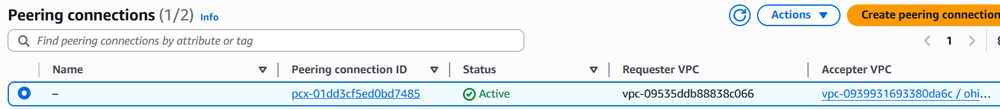 Peering connections (1/2) Info Actions Create peering connection
Find peering connections by attribute or tag 1
Name Peering connection ID Status Requester VPC Accepter VPC
– pcx-01dd3cf5ed0bd7485 Active vpc-09535ddb88838c066 vpc-0939931693380da6c / ohi…